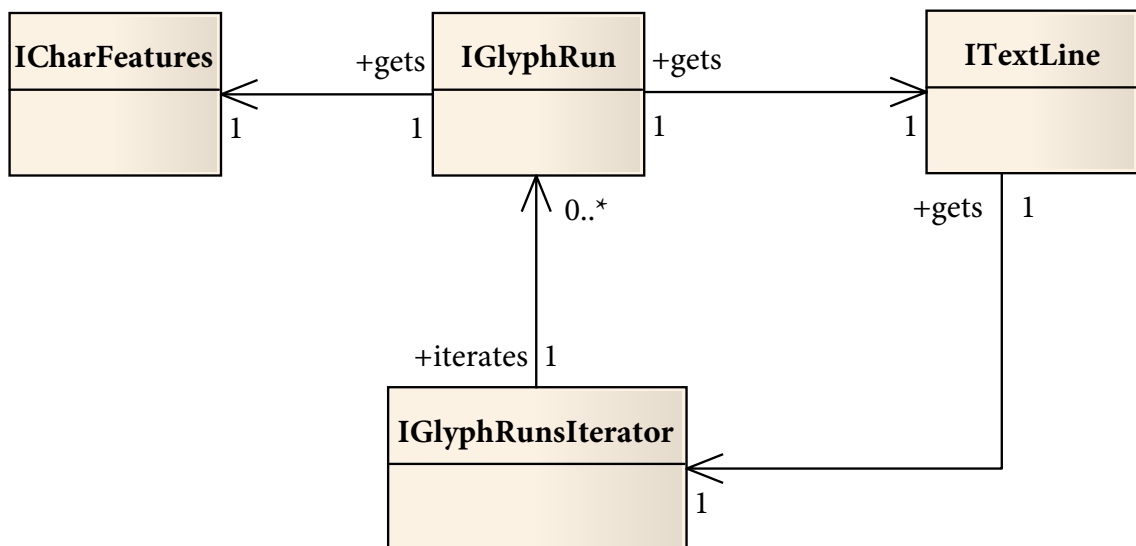 ICharFeatures
IGlyphRun
ITextLine
+gets
1
1
+gets
1
1
+gets
1
0..*
+iterates
1
IGlyphRunsIterator
1